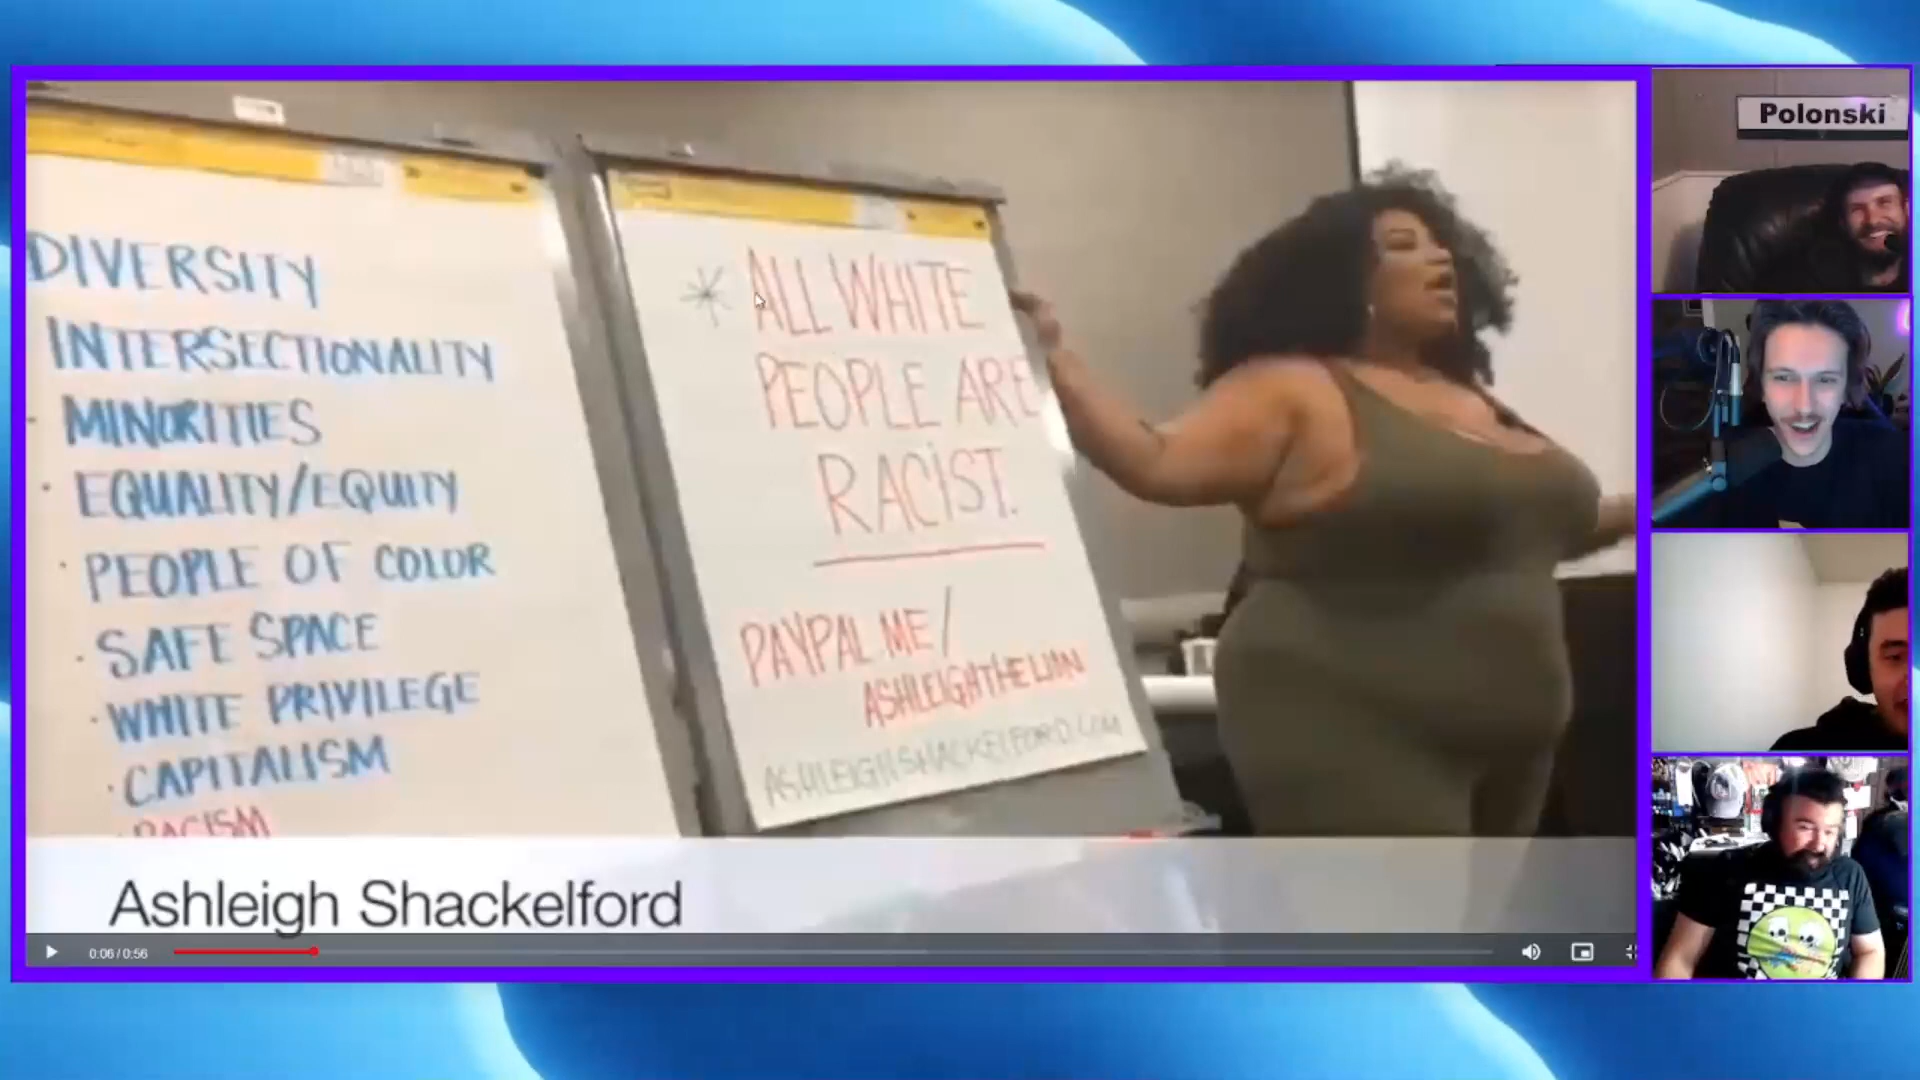 DIVERSITY
INTERSECTIONALITY
· MINORITIES
· EQUALITY/EQUITY
· PEOPLE OF COLOR
· SAFE SPACE
· WHITE PRIVILEGE
· CAPITALISM
· RACISM
* ALL WHITE
PEOPLE ARE
RACIST.
PAYPAL.ME/
ASHLEIGHTHELION
ASHLEIGHSHACKELFORD.COM
Ashleigh Shackelford
0:06 / 0:56
Polonski